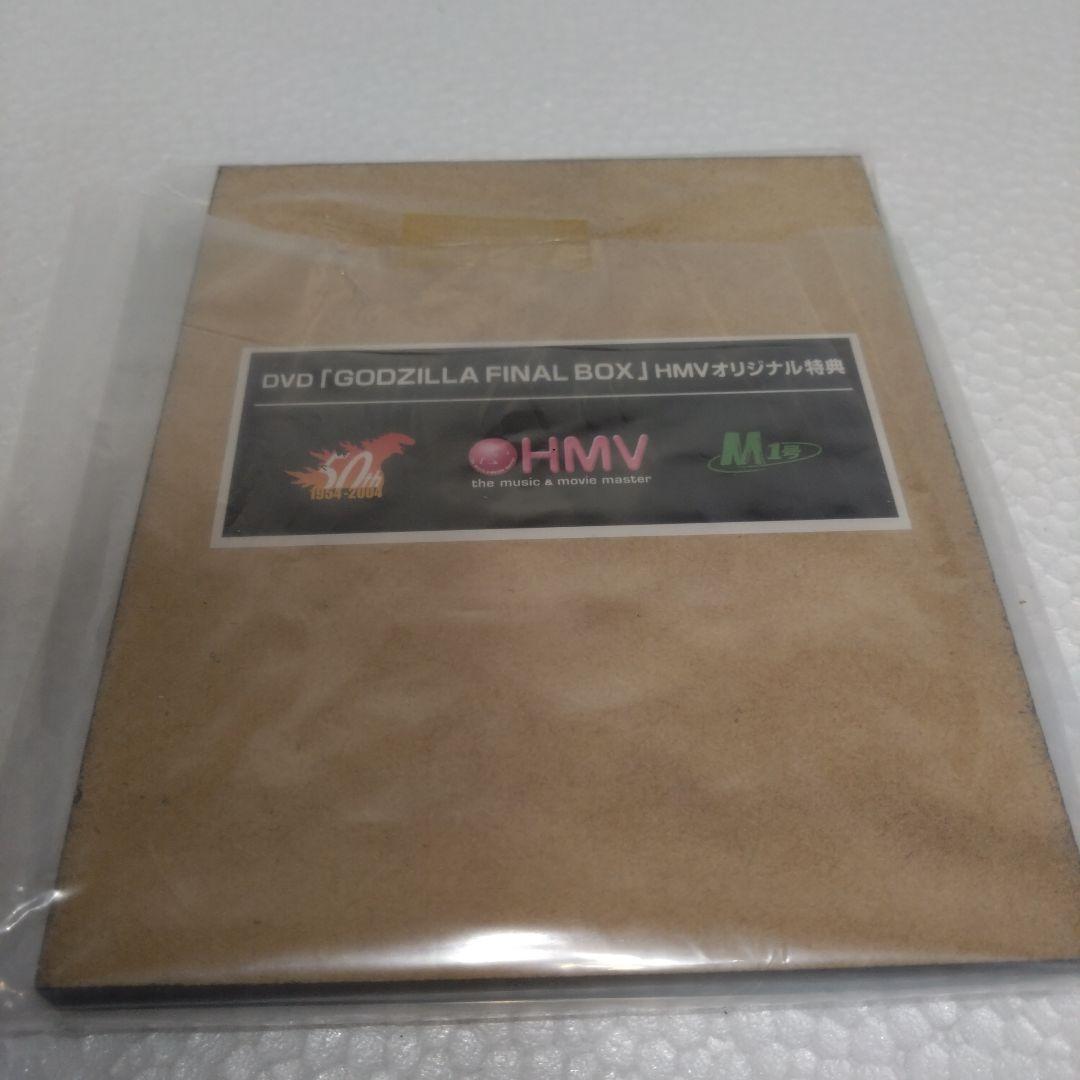 DVD「GODZILLA FINAL BOX」HMVオリジナル特典
50th
1954-2004
HMV
the music & movie master
M1号